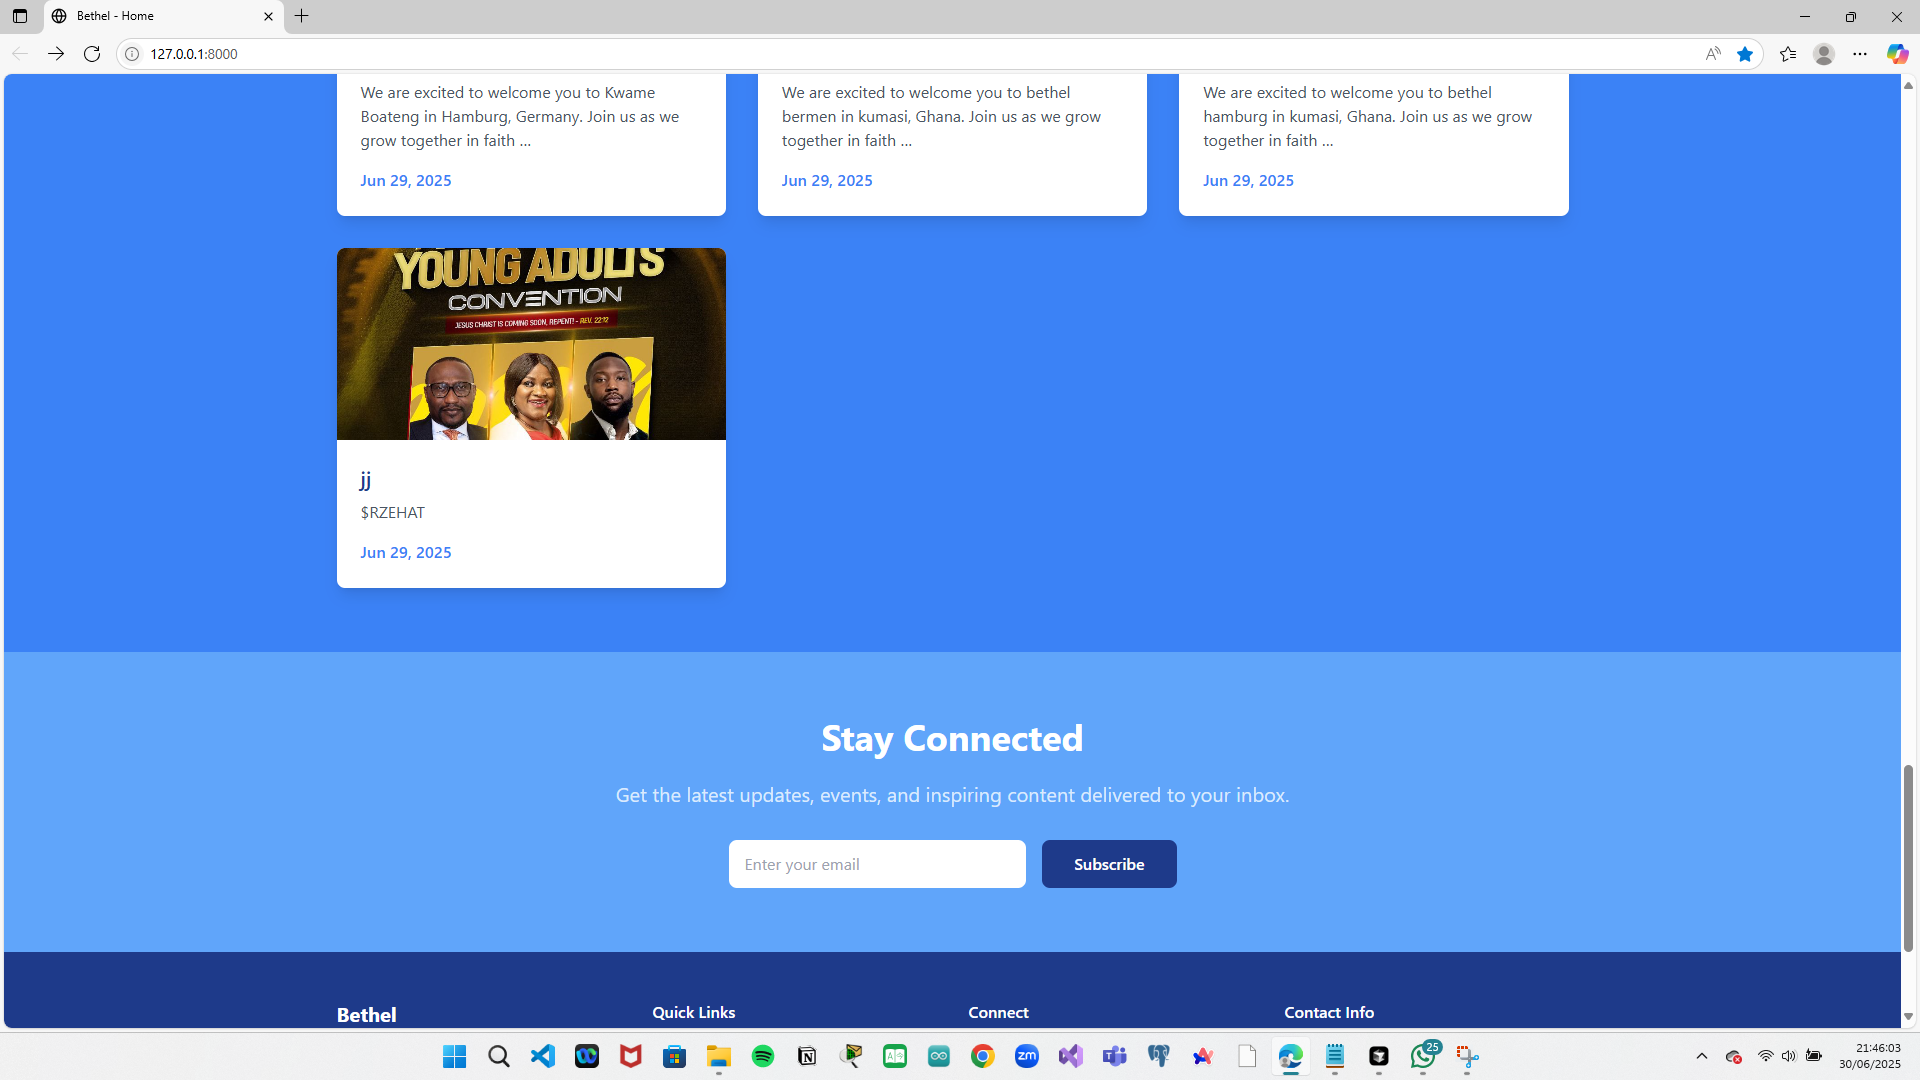 Bethel - Home
127.0.0.1:8000
We are excited to welcome you to Kwame
Boateng in Hamburg, Germany. Join us as we
grow together in faith ...
Jun 29, 2025
We are excited to welcome you to bethel
bermen in kumasi, Ghana. Join us as we grow
together in faith ...
Jun 29, 2025
We are excited to welcome you to bethel
hamburg in kumasi, Ghana. Join us as we grow
together in faith ...
Jun 29, 2025
YOUNG ADULTS
CONVENTION
JESUS CHRIST IS COMING SOON, REPENT! - REV. 22:12
jj
$RZEHAT
Jun 29, 2025
Stay Connected
Get the latest updates, events, and inspiring content delivered to your inbox.
Enter your email
Subscribe
Bethel
Quick Links
Connect
Contact Info
zm
25
21:46:03
30/06/2025